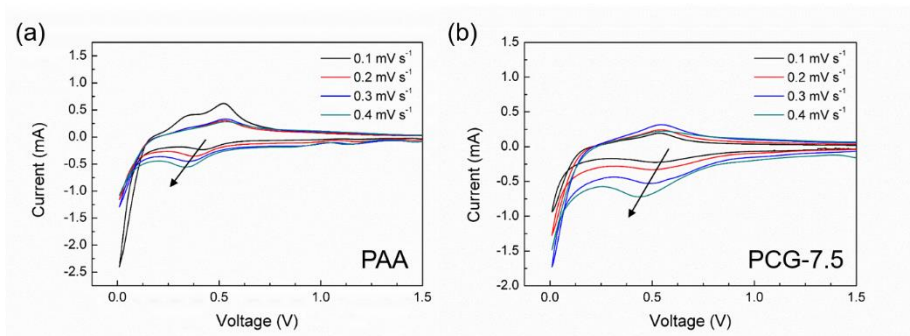 (a)
0.1 mV s⁻¹
0.2 mV s⁻¹
0.3 mV s⁻¹
0.4 mV s⁻¹
1.5
1.0
0.5
0.0
-0.5
-1.0
-1.5
-2.0
-2.5
Current (mA)
PAA
0.0 0.5 1.0 1.5
Voltage (V)
(b)
0.1 mV s⁻¹
0.2 mV s⁻¹
0.3 mV s⁻¹
0.4 mV s⁻¹
1.5
1.0
0.5
0.0
-0.5
-1.0
-1.5
-2.0
Current (mA)
PCG-7.5
0.0 0.5 1.0 1.5
Voltage (V)